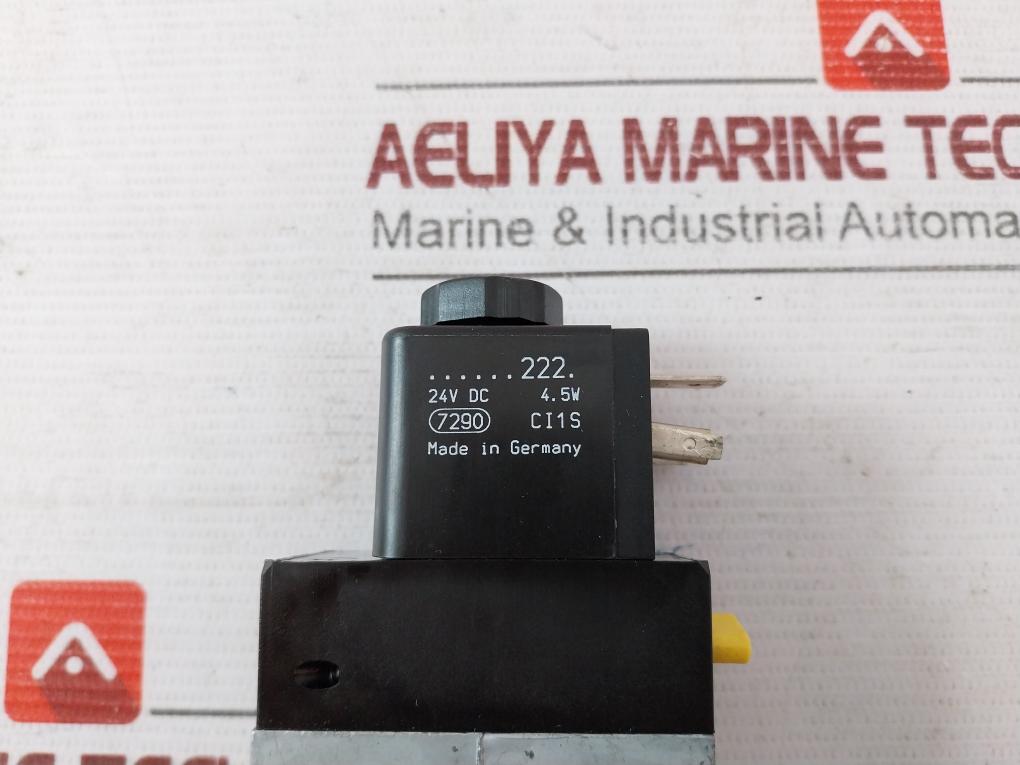 AELIYA MARINE TEC
Marine & Industrial Automa
......222.
24V DC 4.5W
7290 CI1S
Made in Germany